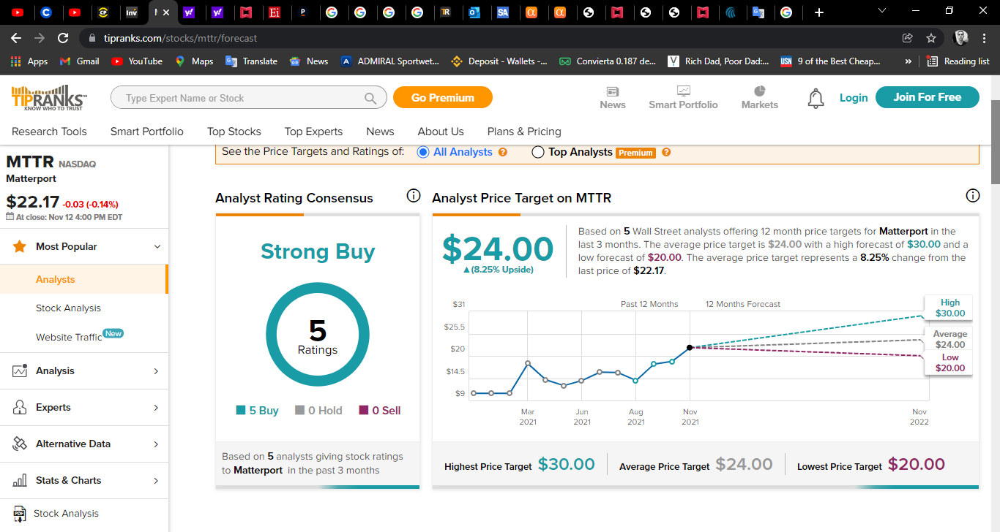 tipranks.com/stocks/mttr/forecast
Apps
Gmail
YouTube
Maps
Translate
News
ADMIRAL Sportwet...
Deposit - Wallets -...
Convierta 0.187 de...
Rich Dad, Poor Dad:...
9 of the Best Cheap...
»
Reading list
TIPRANKS
KNOW WHO TO TRUST
Type Expert Name or Stock
Go Premium
News
Smart Portfolio
Markets
Login
Join For Free
Research Tools
Smart Portfolio
Top Stocks
Top Experts
News
About Us
Plans & Pricing
MTTR NASDAQ
Matterport
$22.17 -0.03 (-0.14%)
At close: Nov 12 4:00 PM EDT
Most Popular
Analysts
Stock Analysis
Website Traffic New
Analysis
Experts
Alternative Data
Stats & Charts
Stock Analysis
See the Price Targets and Ratings of:
All Analysts ?
Top Analysts Premium ?
Analyst Rating Consensus
Strong Buy
5
Ratings
5 Buy
0 Hold
0 Sell
Based on 5 analysts giving stock ratings
to Matterport in the past 3 months
Analyst Price Target on MTTR
$24.00
▲(8.25% Upside)
Based on 5 Wall Street analysts offering 12 month price targets for Matterport in the
last 3 months. The average price target is $24.00 with a high forecast of $30.00 and a
low forecast of $20.00. The average price target represents a 8.25% change from the
last price of $22.17.
Past 12 Months
12 Months Forecast
$31
$25.5
$20
$14.5
$9
High
$30.00
Average
$24.00
Low
$20.00
Mar
2021
Jun
2021
Aug
2021
Nov
2021
Nov
2022
Highest Price Target $30.00
Average Price Target $24.00
Lowest Price Target $20.00